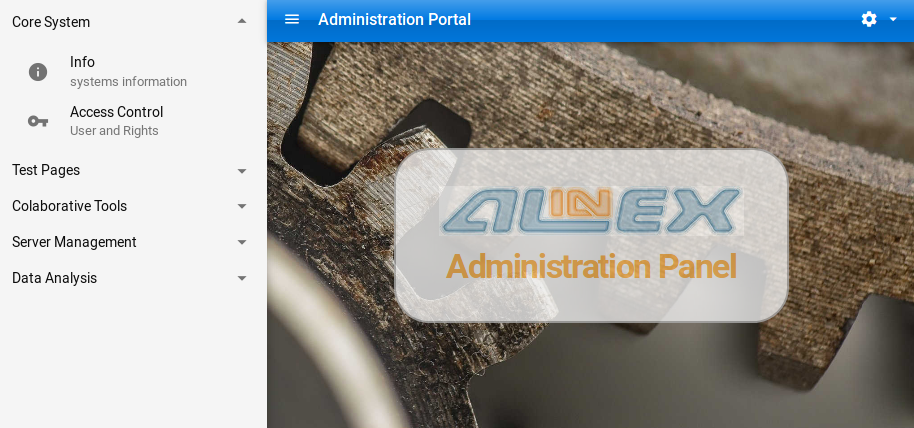 Core System
Info
systems information
Access Control
User and Rights
Test Pages
Colaborative Tools
Server Management
Data Analysis
Administration Portal
ALINEX
Administration Panel